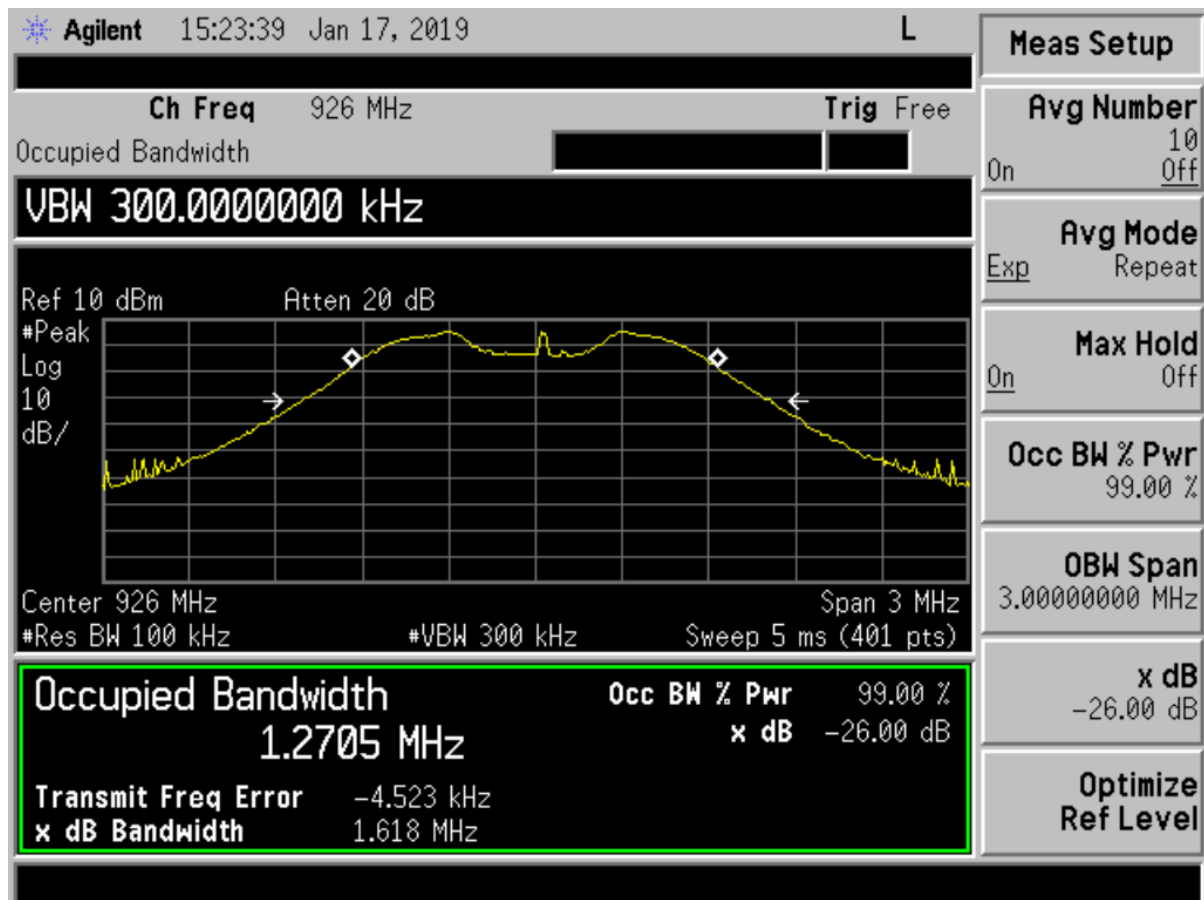 Agilent 15:23:39 Jan 17, 2019 L
Meas Setup
Ch Freq 926 MHz Trig Free
Occupied Bandwidth
VBW 300.0000000 kHz
Ref 10 dBm Atten 20 dB
#Peak
Log
10
dB/
Center 926 MHz Span 3 MHz
#Res BW 100 kHz #VBW 300 kHz Sweep 5 ms (401 pts)
Occupied Bandwidth Occ BW % Pwr 99.00 %
1.2705 MHz x dB -26.00 dB
Transmit Freq Error -4.523 kHz
x dB Bandwidth 1.618 MHz
Avg Number
10
On Off
Avg Mode
Exp Repeat
Max Hold
On Off
Occ BW % Pwr
99.00 %
OBW Span
3.00000000 MHz
x dB
-26.00 dB
Optimize
Ref Level